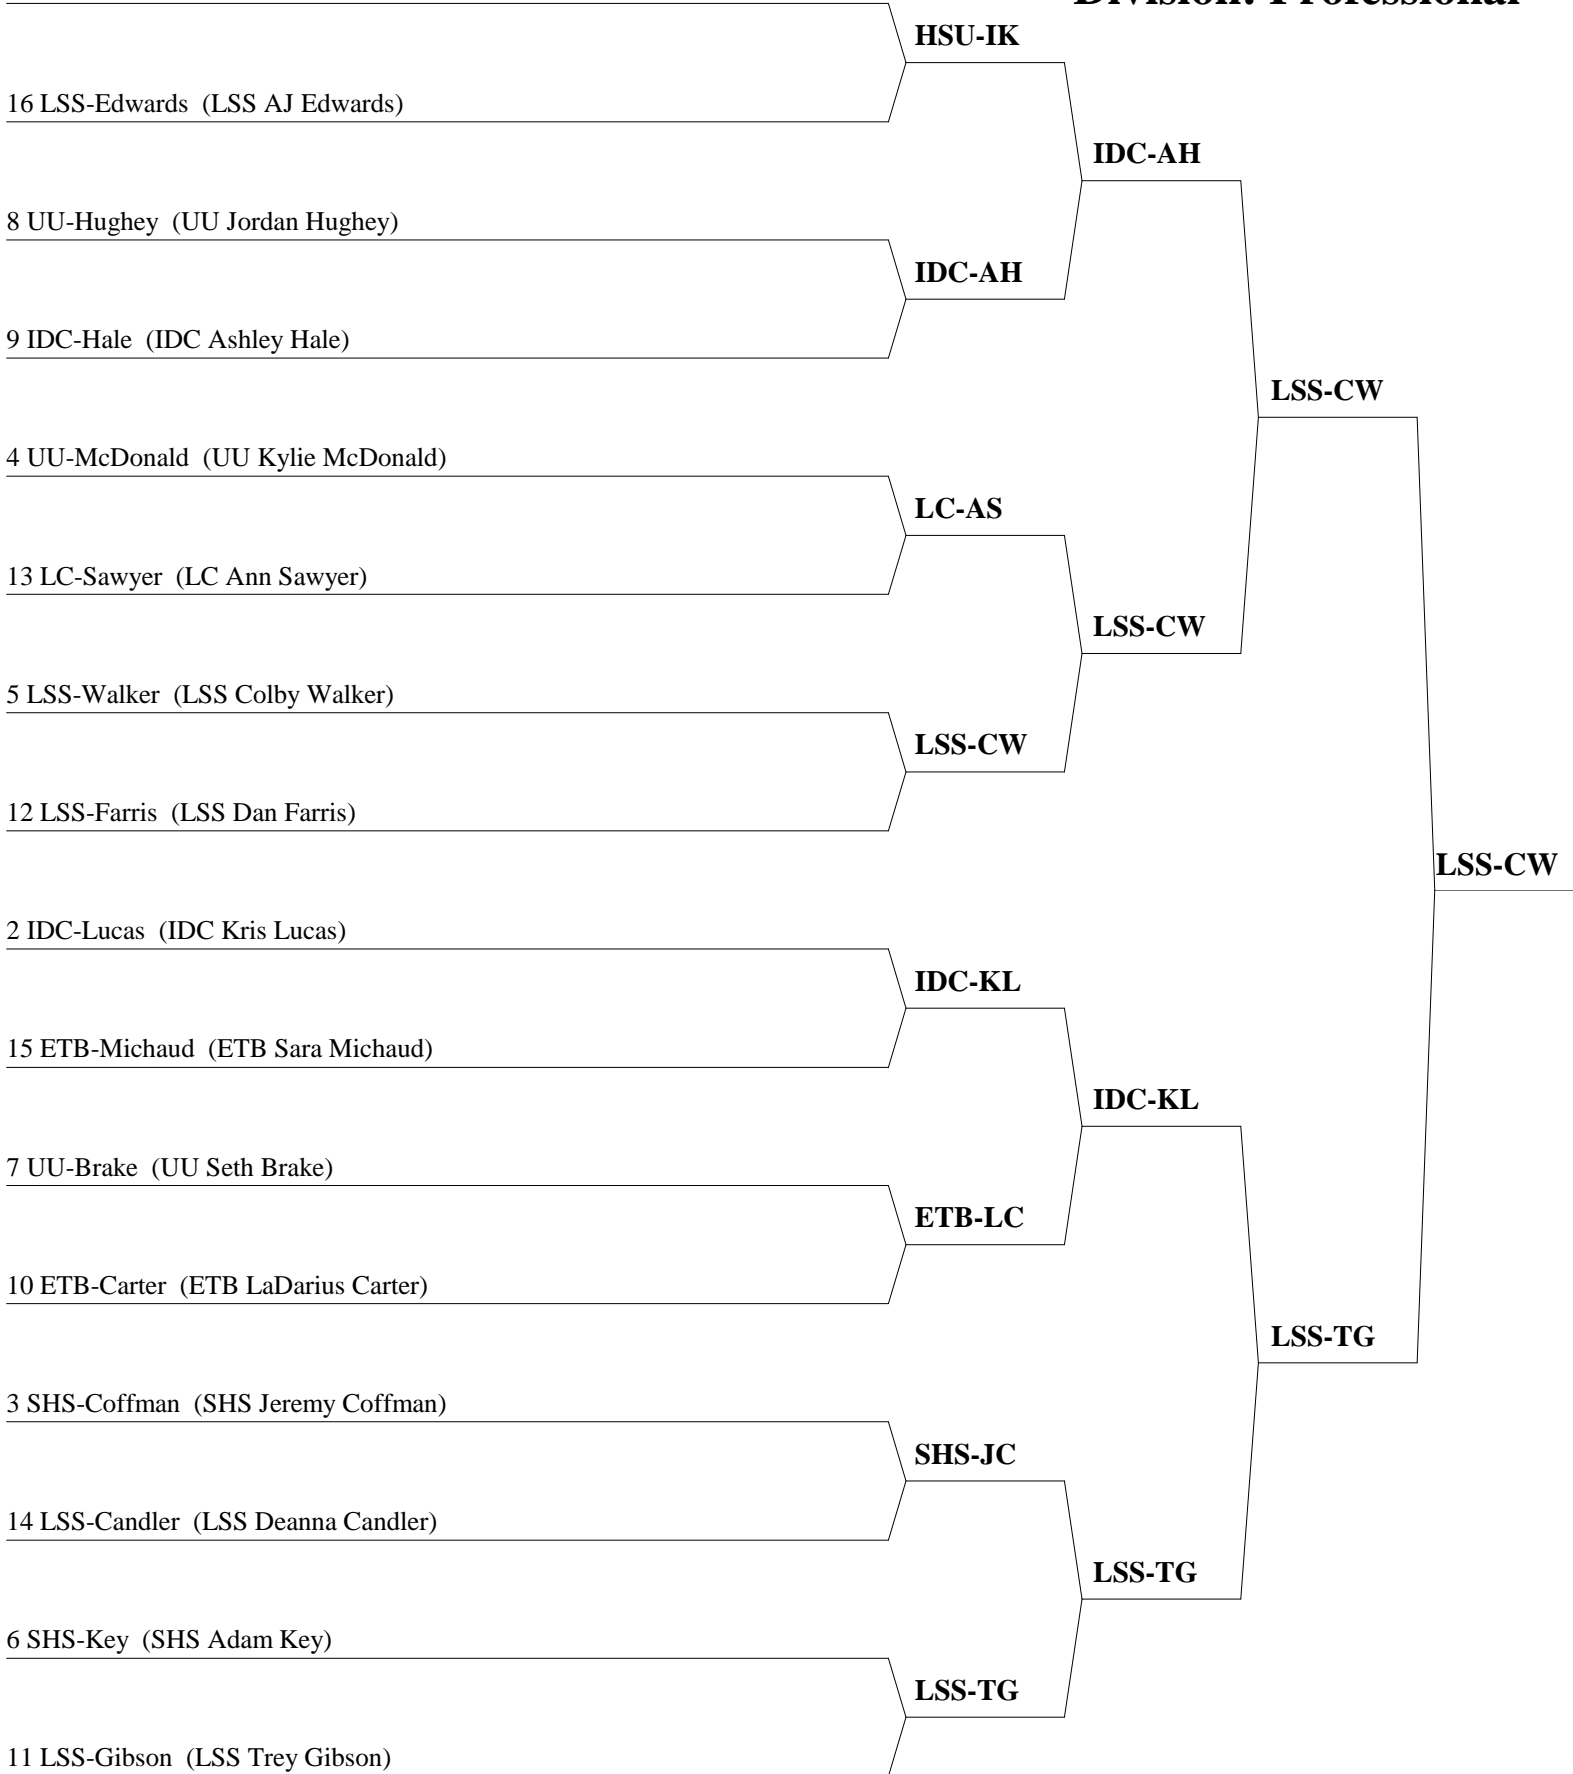 Division: Professional
HSU-IK
16 LSS-Edwards (LSS AJ Edwards)
IDC-AH
8 UU-Hughey (UU Jordan Hughey)
IDC-AH
9 IDC-Hale (IDC Ashley Hale)
LSS-CW
4 UU-McDonald (UU Kylie McDonald)
LC-AS
13 LC-Sawyer (LC Ann Sawyer)
LSS-CW
5 LSS-Walker (LSS Colby Walker)
LSS-CW
12 LSS-Farris (LSS Dan Farris)
LSS-CW
2 IDC-Lucas (IDC Kris Lucas)
IDC-KL
15 ETB-Michaud (ETB Sara Michaud)
IDC-KL
7 UU-Brake (UU Seth Brake)
ETB-LC
10 ETB-Carter (ETB LaDarius Carter)
LSS-TG
3 SHS-Coffman (SHS Jeremy Coffman)
SHS-JC
14 LSS-Candler (LSS Deanna Candler)
LSS-TG
6 SHS-Key (SHS Adam Key)
LSS-TG
11 LSS-Gibson (LSS Trey Gibson)